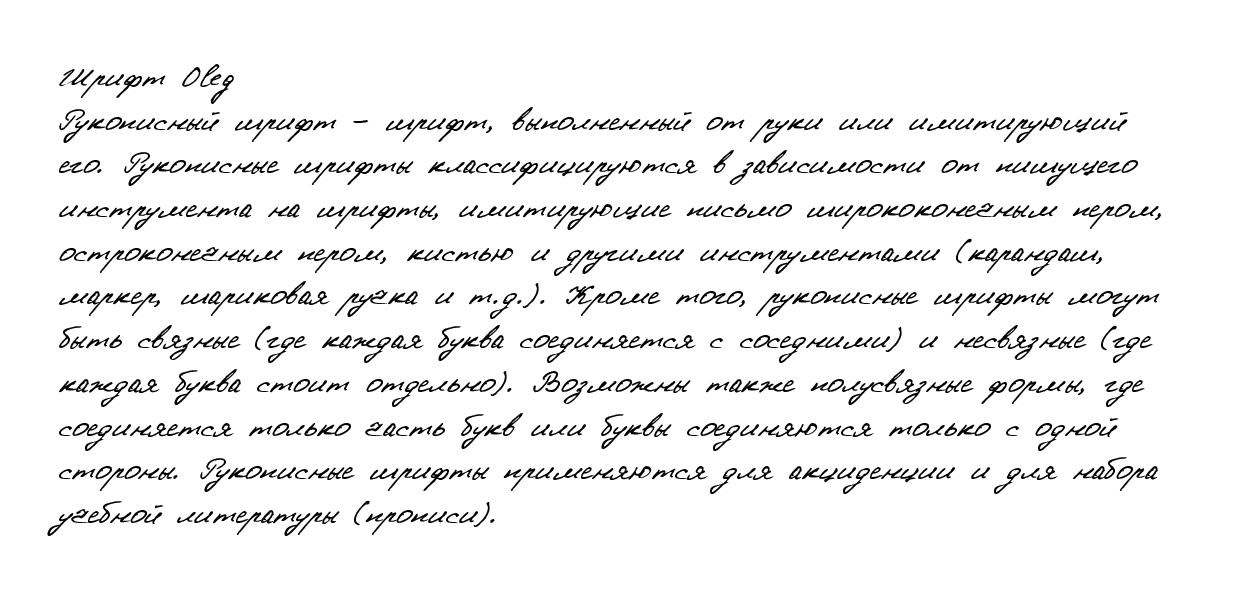 Шрифт Oleg
Рукописный шрифт – шрифт, выполненный от руки или имитирующий
его. Рукописные шрифты классифицируются в зависимости от пишущего
инструмента на шрифты, имитирующие письмо ширококонечным пером,
остроконечным пером, кистью и другими инструментами (карандаш,
маркер, шариковая ручка и т.д.). Кроме того, рукописные шрифты могут
быть связные (где каждая буква соединяется с соседними) и несвязные (где
каждая буква стоит отдельно). Возможны также полусвязные формы, где
соединяется только часть букв или буквы соединяются только с одной
стороны. Рукописные шрифты применяются для акциденции и для набора
учебной литературы (прописи).